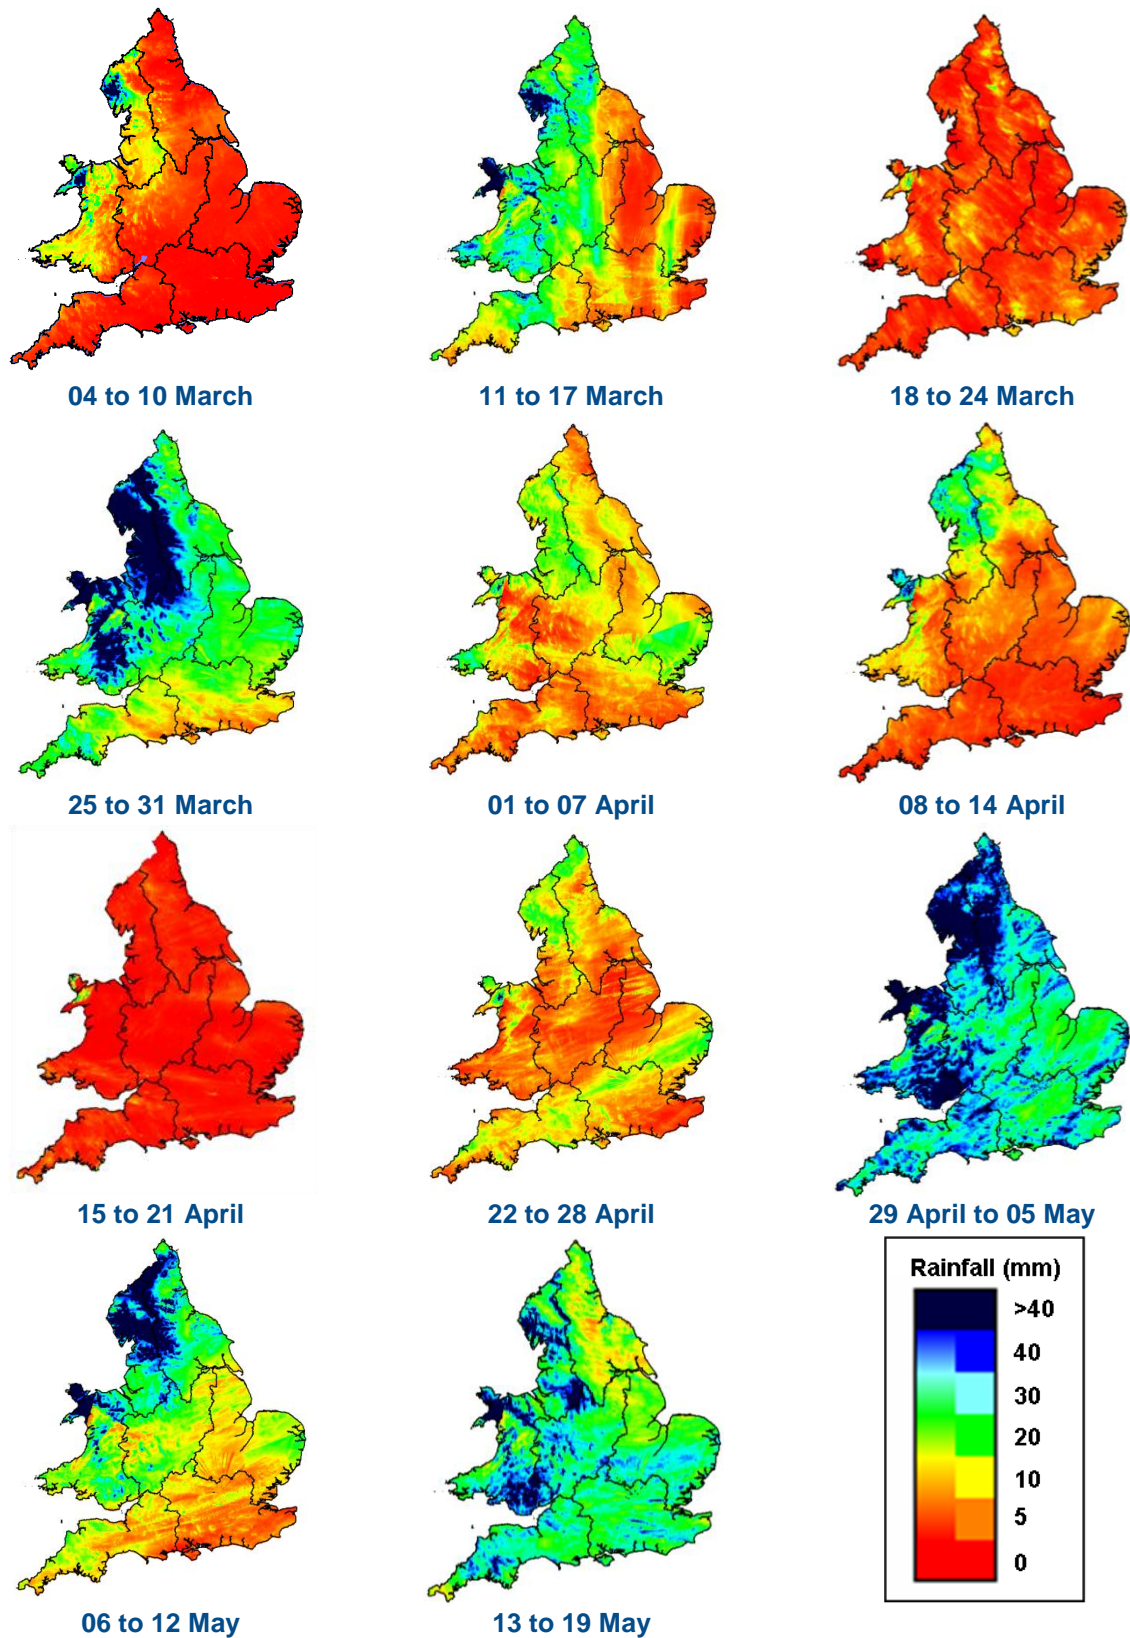 04 to 10 March
11 to 17 March
18 to 24 March
25 to 31 March
01 to 07 April
08 to 14 April
15 to 21 April
22 to 28 April
29 April to 05 May
Rainfall (mm)
>40
40
30
20
10
5
0
06 to 12 May
13 to 19 May